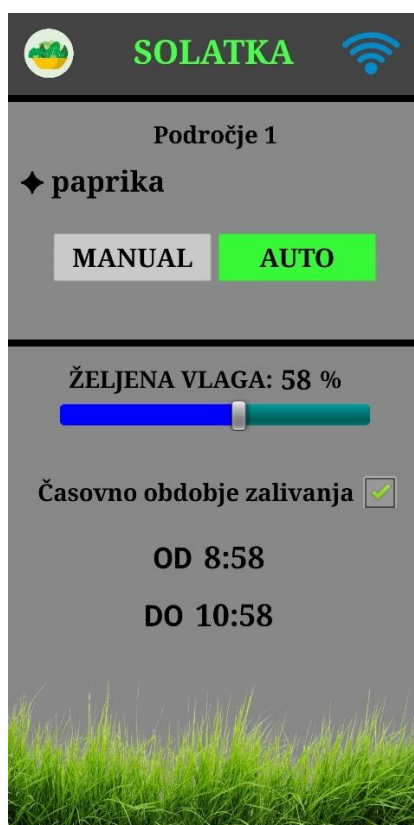 SOLATKA
Področje 1
paprika
MANUAL AUTO
ŽELJENA VLAGA: 58 %
Časovno obdobje zalivanja
OD 8:58
DO 10:58